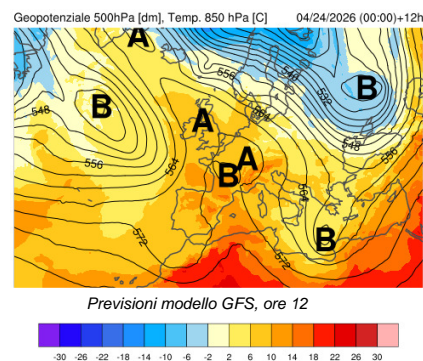 Geopotenziale 500hPa [dm], Temp. 850 hPa [C] 04/24/2026 (00:00)+12h
A
556
540
B
B
548
532
564
A
548
A
556
556
B
564
564
B
572
572
Previsioni modello GFS, ore 12
-30 -26 -22 -18 -14 -10 -6 -2 2 6 10 14 18 22 26 30